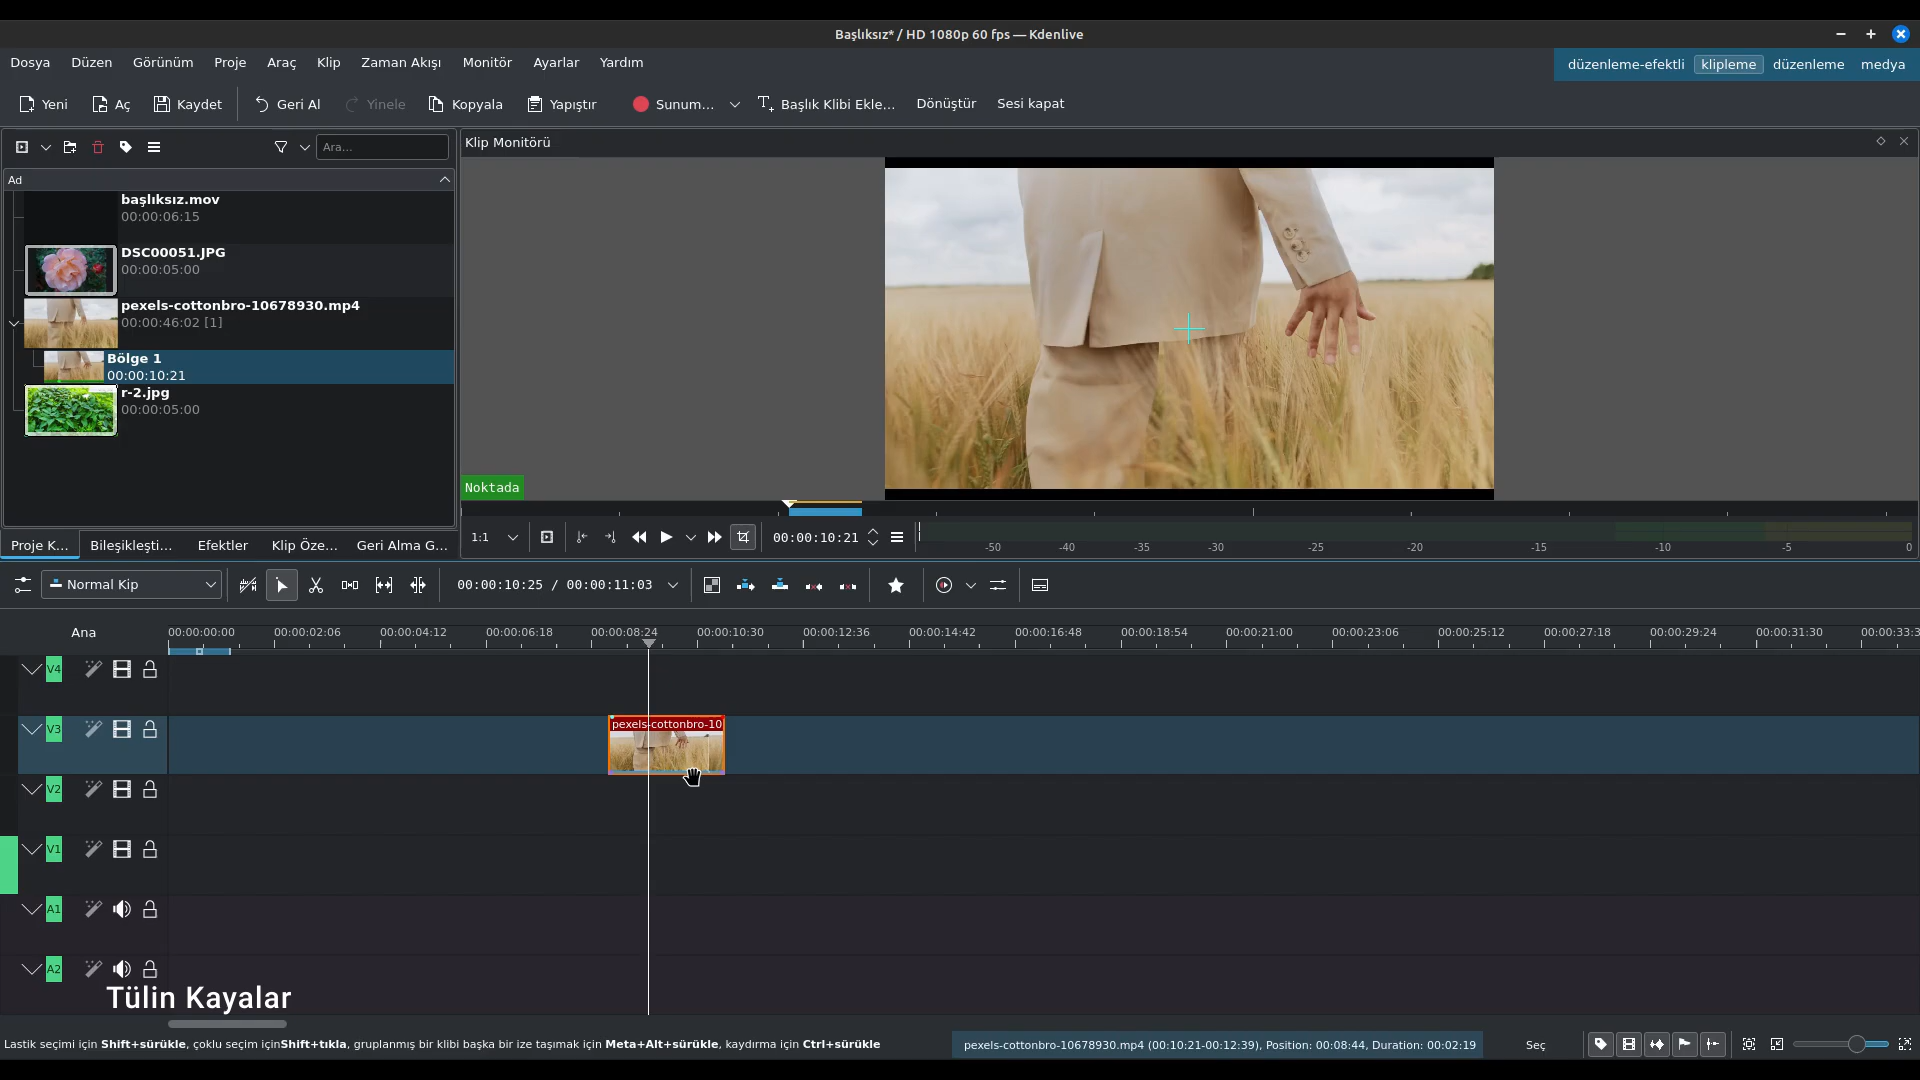 Başlıksız* / HD 1080p 60 fps — Kdenlive
Dosya Düzen Görünüm Proje Araç Klip Zaman Akışı Monitör Ayarlar Yardım
düzenleme-efektli klipleme düzenleme medya
Yeni Aç Kaydet Geri Al Yinele Kopyala Yapıştır Sunum... Başlık Klibi Ekle... Dönüştür Sesi kapat
Ara...
Klip Monitörü
Ad
başlıksız.mov
00:00:06:15
DSC00051.JPG
00:00:05:00
pexels-cottonbro-10678930.mp4
00:00:46:02 [1]
Bölge 1
00:00:10:21
r-2.jpg
00:00:05:00
Noktada
Proje K... Bileşikleşti... Efektler Klip Öze... Geri Alma G...
1:1 00:00:10:21
-50 -40 -35 -30 -25 -20 -15 -10 -5 0
Normal Kip 00:00:10:25 / 00:00:11:03
Ana 00:00:00:00 00:00:02:06 00:00:04:12 00:00:06:18 00:00:08:24 00:00:10:30 00:00:12:36 00:00:14:42 00:00:16:48 00:00:18:54 00:00:21:00 00:00:23:06 00:00:25:12 00:00:27:18 00:00:29:24 00:00:31:30 00:00:33:3
V4
V3
pexels-cottonbro-10
V2
V1
A1
A2
Tülin Kayalar
Lastik seçimi için Shift+sürükle, çoklu seçim içinShift+tıkla, gruplanmış bir klibi başka bir ize taşımak için Meta+Alt+sürükle, kaydırma için Ctrl+sürükle
pexels-cottonbro-10678930.mp4 (00:10:21-00:12:39), Position: 00:08:44, Duration: 00:02:19
Seç